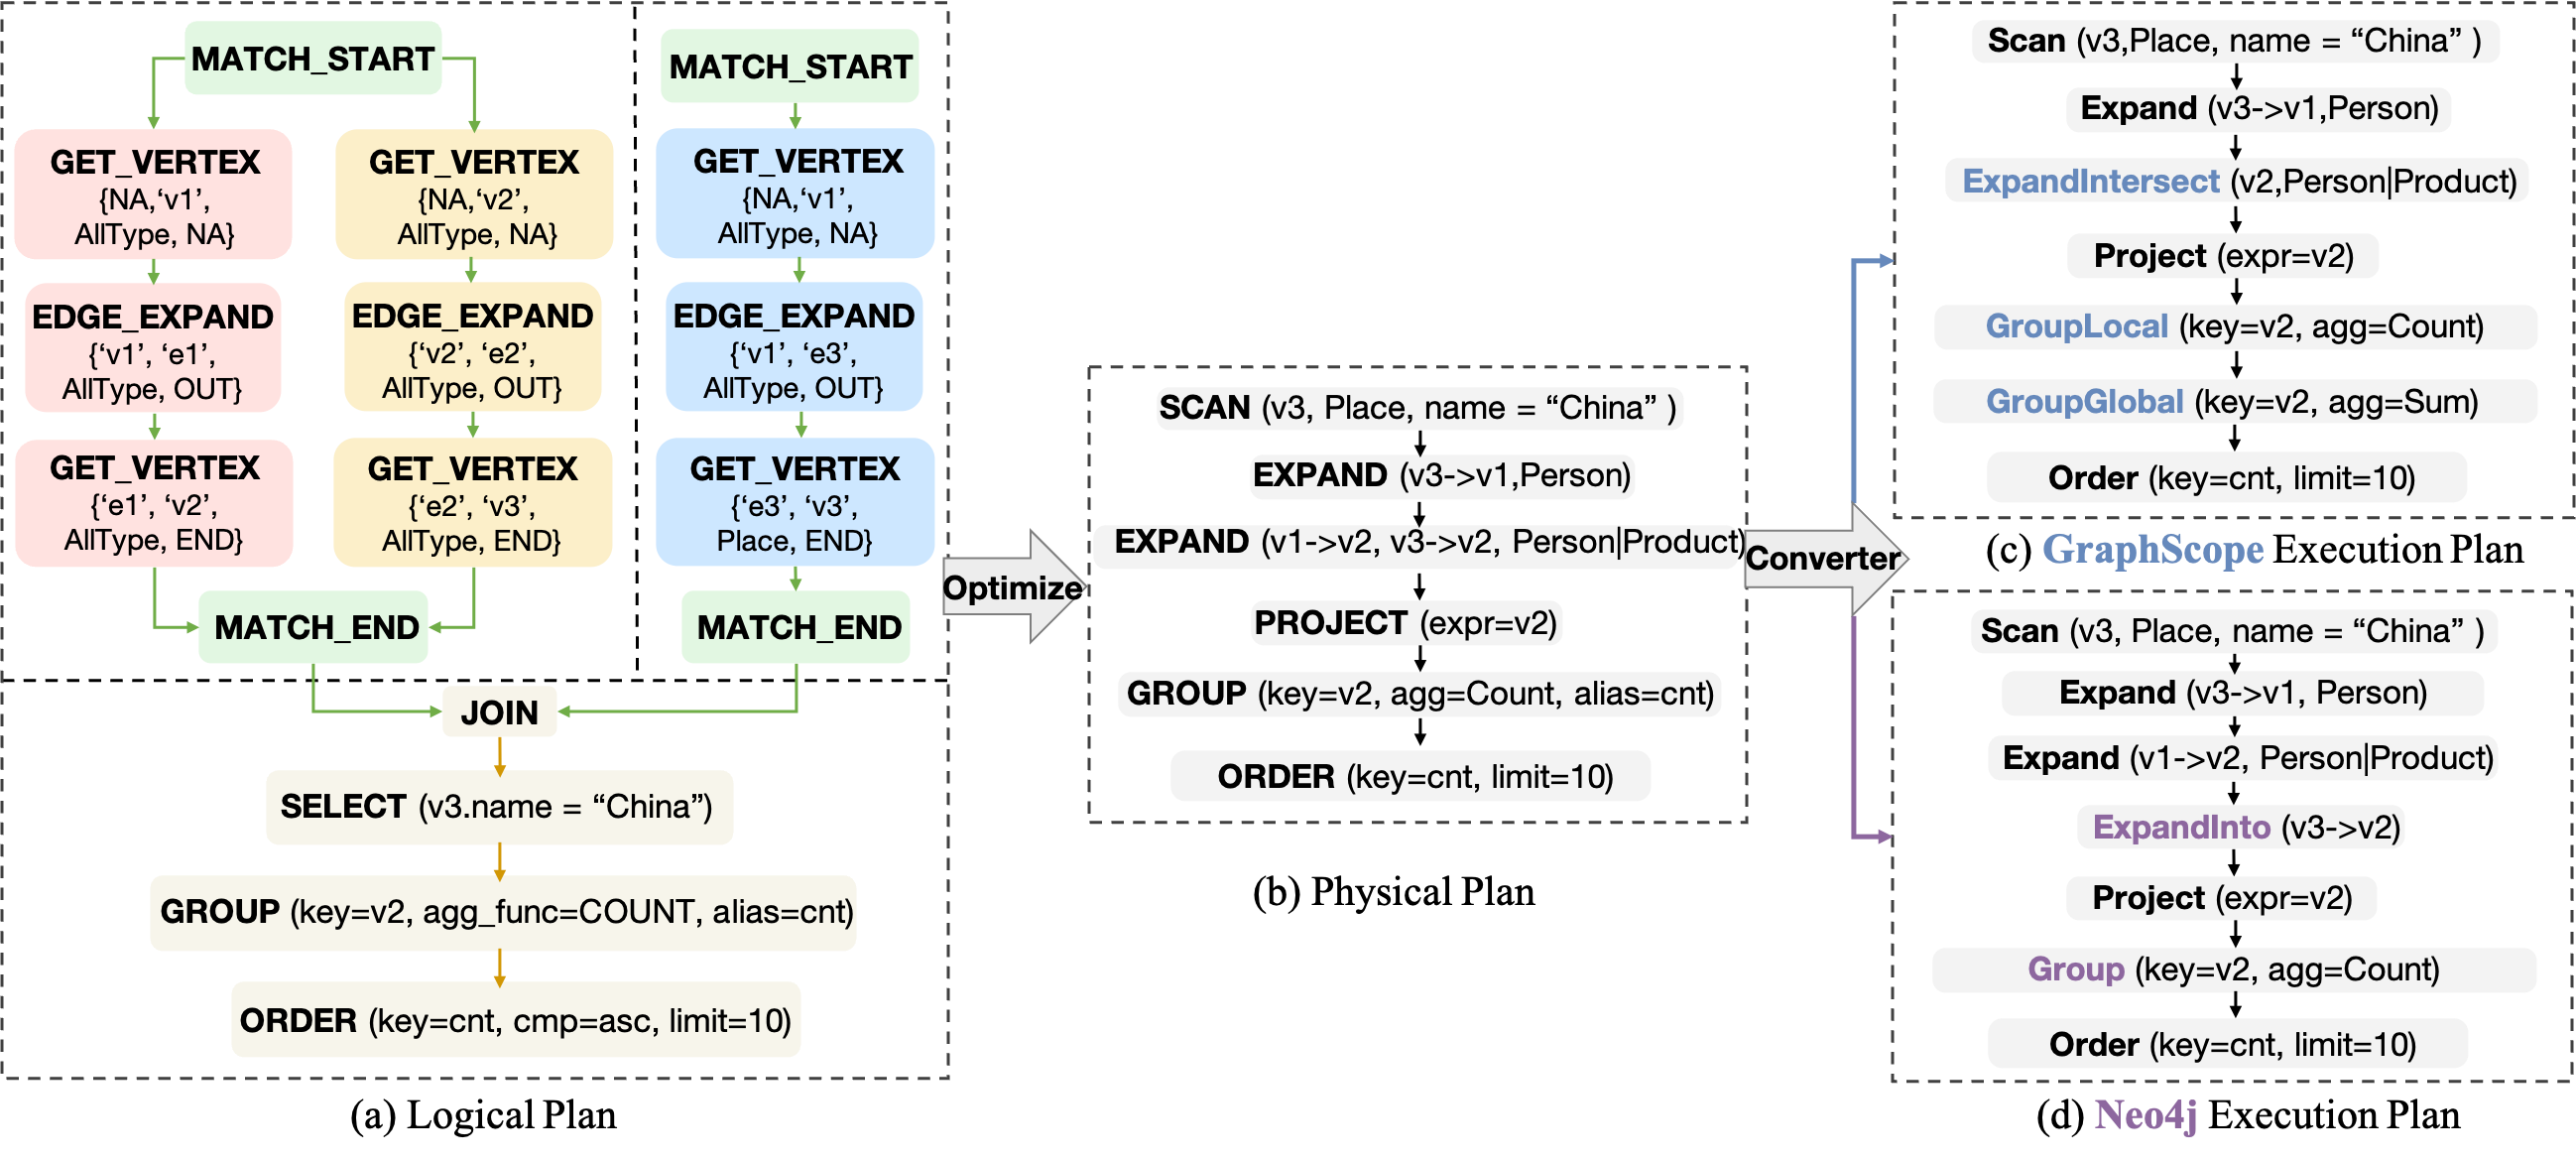 MATCH_START
GET_VERTEX
{NA,‘v1’,
AllType, NA}
EDGE_EXPAND
{‘v1’, ‘e1’,
AllType, OUT}
GET_VERTEX
{‘e1’, ‘v2’,
AllType, END}
GET_VERTEX
{NA,‘v2’,
AllType, NA}
EDGE_EXPAND
{‘v2’, ‘e2’,
AllType, OUT}
GET_VERTEX
{‘e2’, ‘v3’,
AllType, END}
MATCH_END
MATCH_START
GET_VERTEX
{NA,‘v1’,
AllType, NA}
EDGE_EXPAND
{‘v1’, ‘e3’,
AllType, OUT}
GET_VERTEX
{‘e3’, ‘v3’,
Place, END}
MATCH_END
JOIN
SELECT (v3.name = “China”)
GROUP (key=v2, agg_func=COUNT, alias=cnt)
ORDER (key=cnt, cmp=asc, limit=10)
(a) Logical Plan
Optimize
SCAN (v3, Place, name = “China” )
EXPAND (v3->v1,Person)
EXPAND (v1->v2, v3->v2, Person|Product)
PROJECT (expr=v2)
GROUP (key=v2, agg=Count, alias=cnt)
ORDER (key=cnt, limit=10)
(b) Physical Plan
Converter
Scan (v3,Place, name = “China” )
Expand (v3->v1,Person)
ExpandIntersect (v2,Person|Product)
Project (expr=v2)
GroupLocal (key=v2, agg=Count)
GroupGlobal (key=v2, agg=Sum)
Order (key=cnt, limit=10)
(c) GraphScope Execution Plan
Scan (v3, Place, name = “China” )
Expand (v3->v1, Person)
Expand (v1->v2, Person|Product)
ExpandInto (v3->v2)
Project (expr=v2)
Group (key=v2, agg=Count)
Order (key=cnt, limit=10)
(d) Neo4j Execution Plan